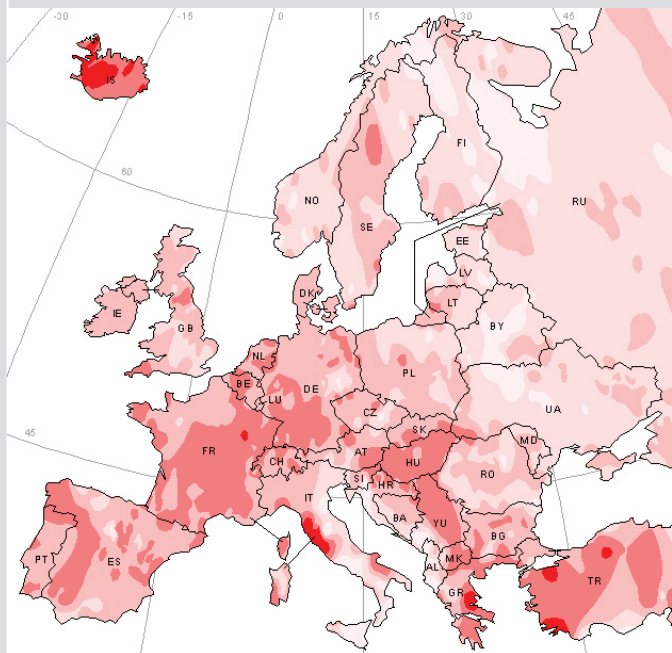 -30
-15
0
15
30
45
IS
60
FI
NO
RU
SE
EE
LV
DK
LT
IE
BY
GB
NL
PL
BE
DE
LU
UA
CZ
45
SK
MD
FR
AT
CH
HU
RO
SI
HR
IT
BA
YU
BG
PT
ES
MK
AL
TR
GR